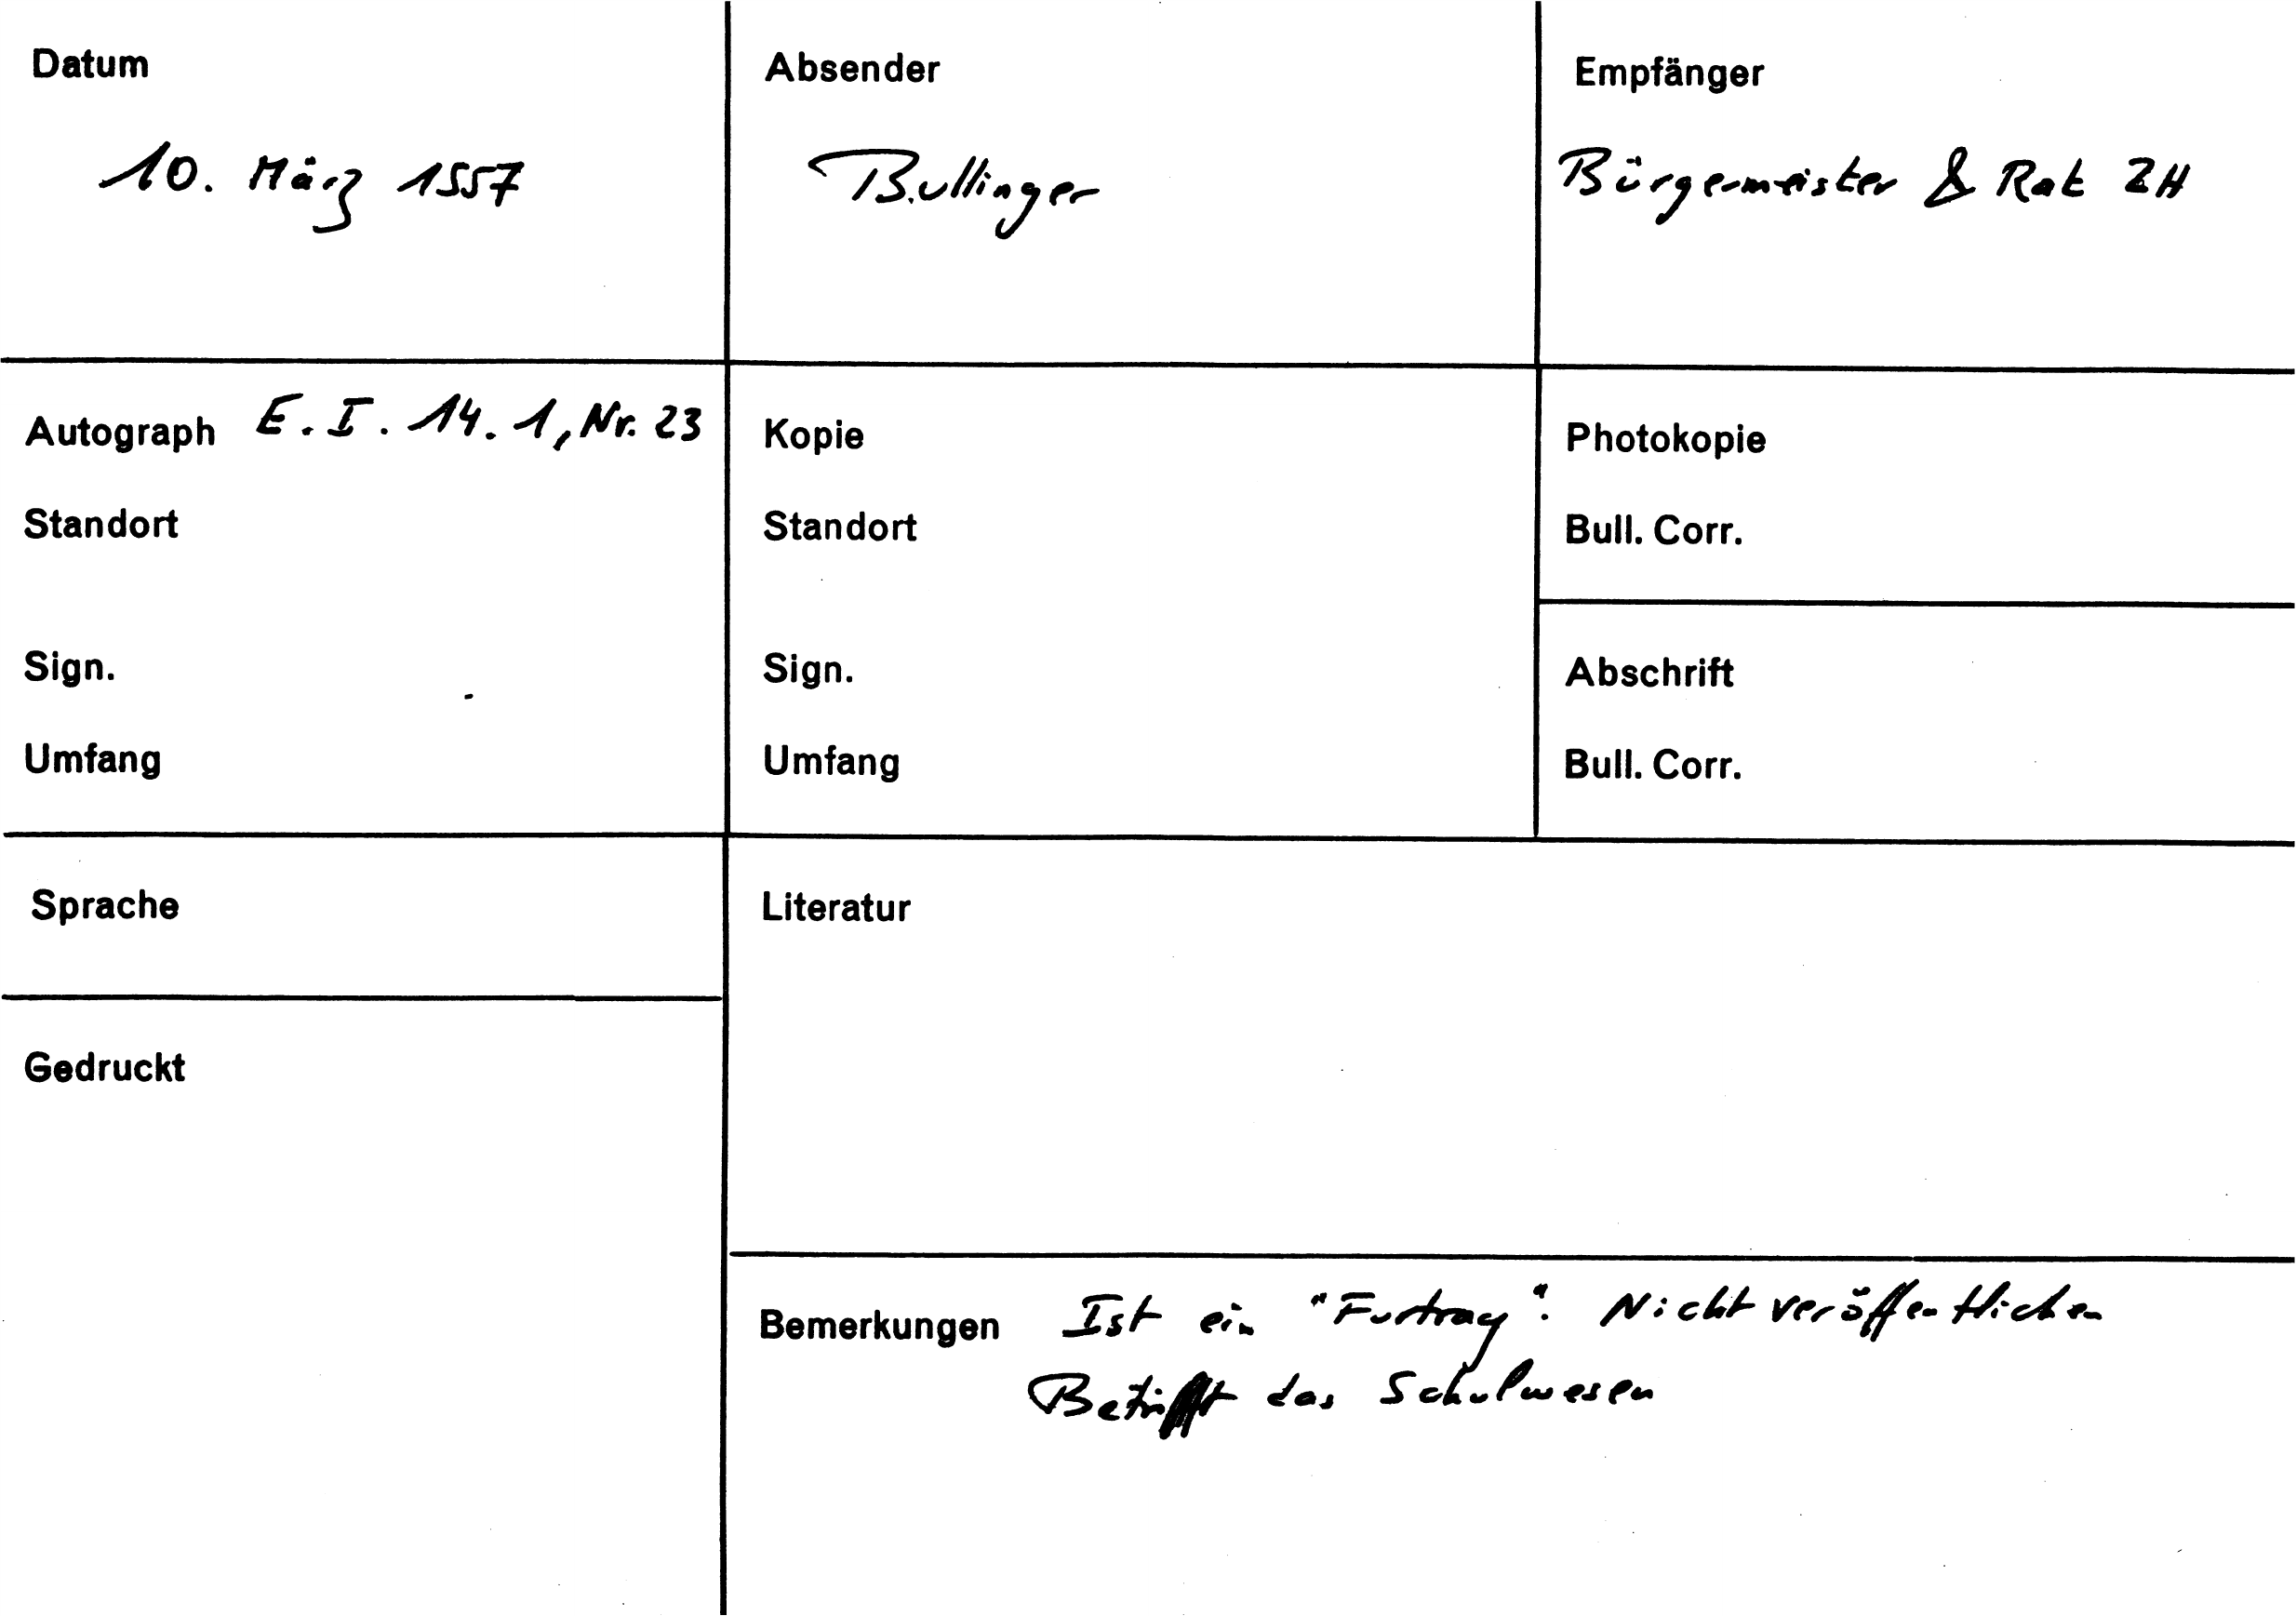 Datum
10. März 1557
Absender
Bullinger
Empfänger
Bürgermeister & Rat ZH
Autograph E. I. 14. 1, Nr. 23
Standort
Sign.
Umfang
Kopie
Standort
Sign.
Umfang
Photokopie
Bull. Corr.
Abschrift
Bull. Corr.
Sprache
Gedruckt
Literatur
Bemerkungen Ist ein "Furtrag". Nicht veröffentlichen
Betrifft das Schulwesen